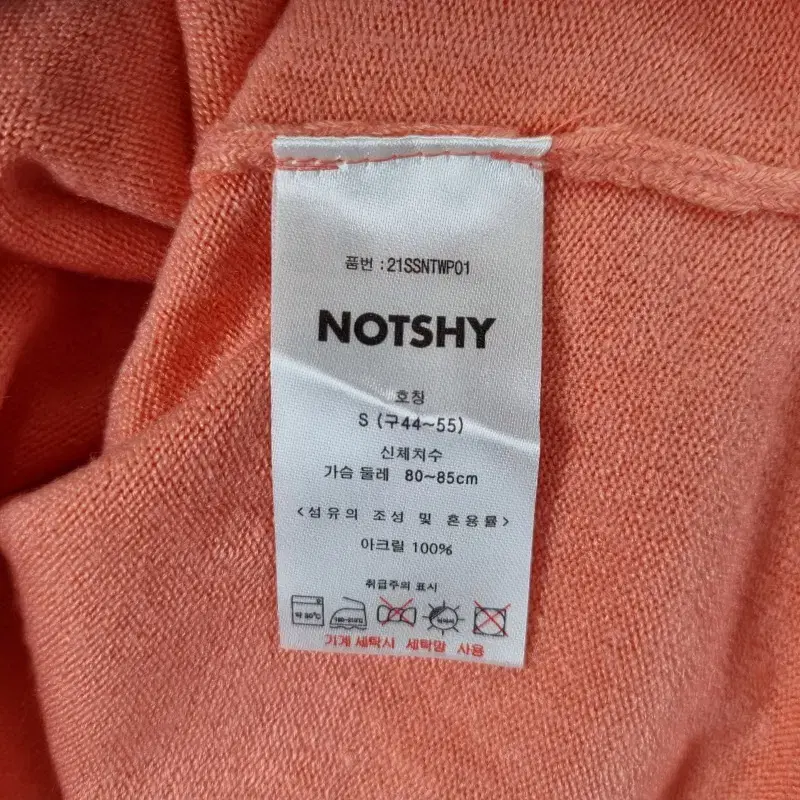 품번 : 21SSNTWP01
NOTSHY
호칭
S (구44~55)
신체치수
가슴 둘레 80~85cm
<섬유의 조성 및 혼용률>
아크릴 100%
취급주의 표시
약 30℃
기계 세탁시 세탁망 사용